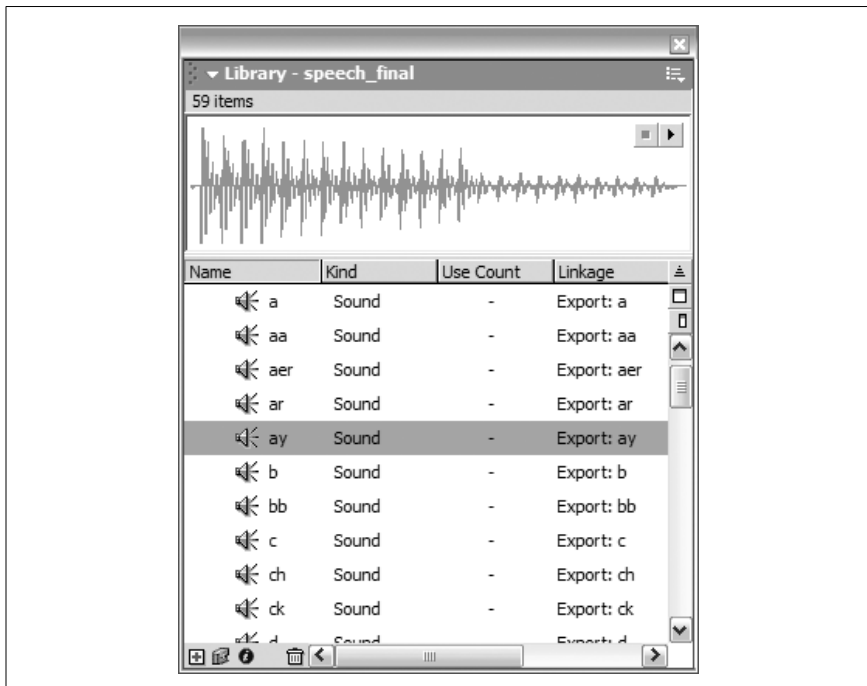 Library - speech_final
59 items
Name Kind Use Count Linkage
a Sound - Export: a
aa Sound - Export: aa
aer Sound - Export: aer
ar Sound - Export: ar
ay Sound - Export: ay
b Sound - Export: b
bb Sound - Export: bb
c Sound - Export: c
ch Sound - Export: ch
ck Sound - Export: ck
d Sound Export: d